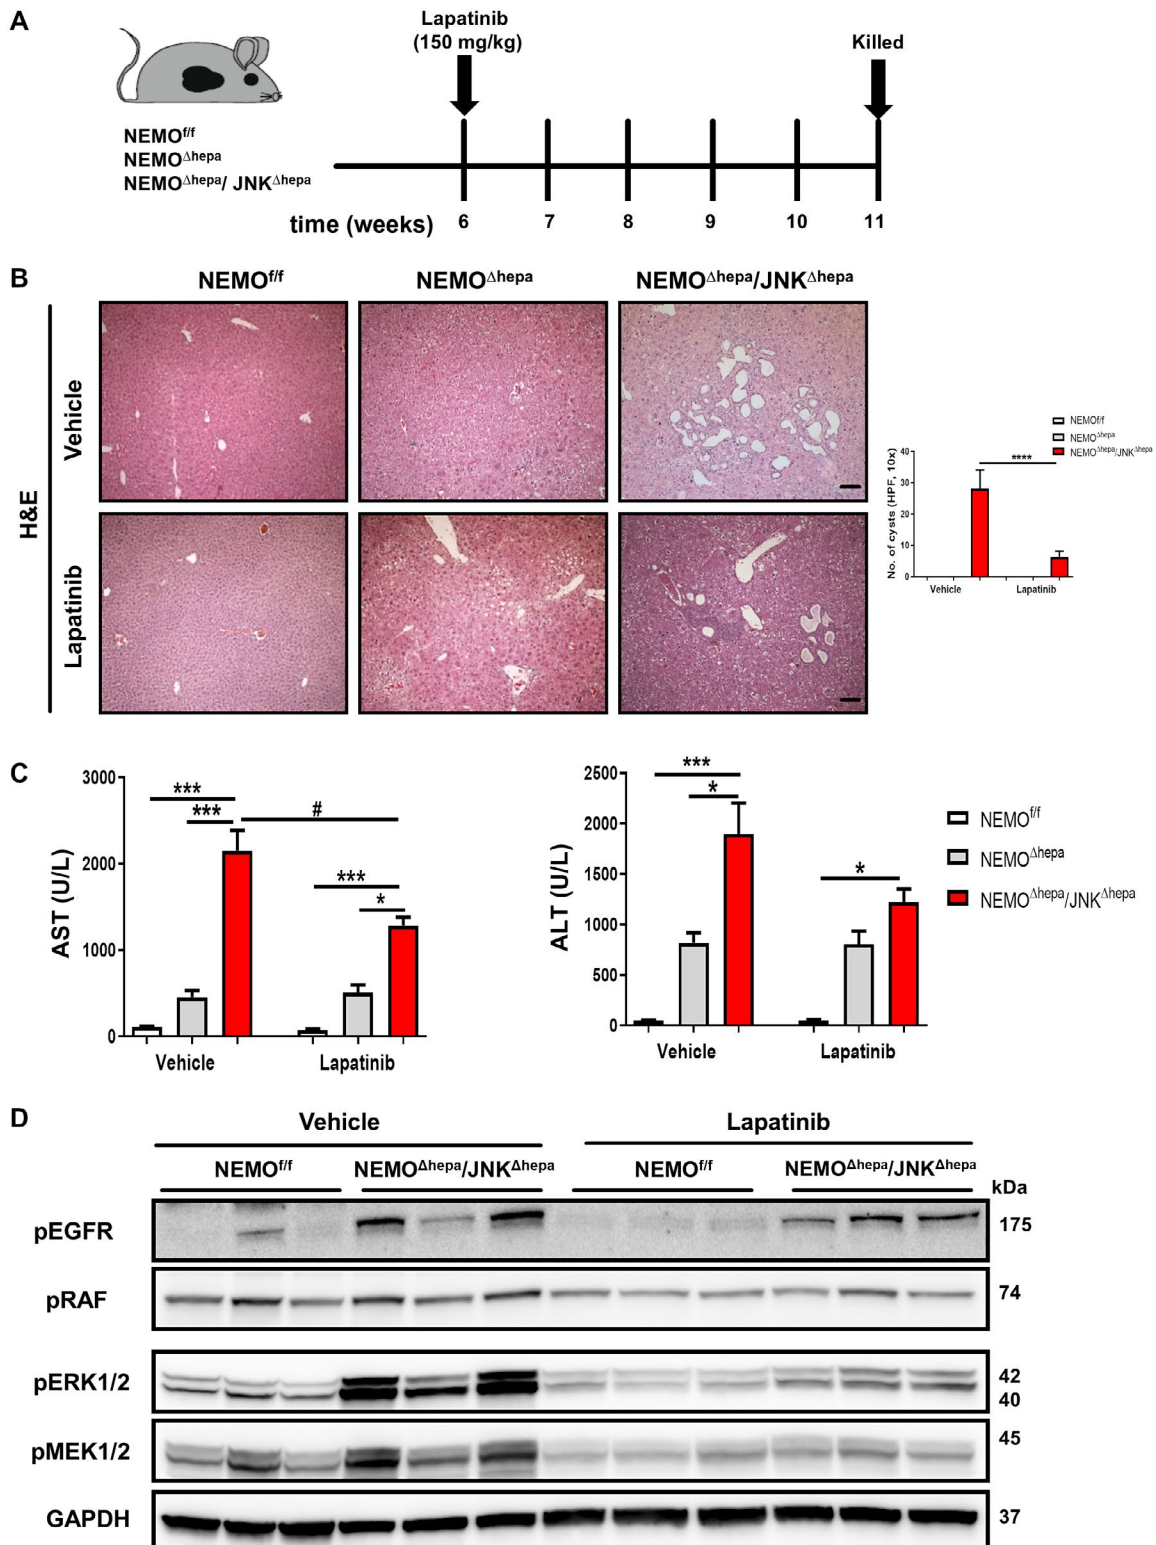 A
Lapatinib
(150 mg/kg)
Killed
NEMOf/f
NEMOΔhepa
NEMOΔhepa/ JNKΔhepa
time (weeks) 6 7 8 9 10 11
B
NEMOf/f NEMOΔhepa NEMOΔhepa/JNKΔhepa
H&E
Vehicle
Lapatinib
NEMOf/f
NEMOΔhepa
NEMOΔhepa/JNKΔhepa
No. of cysts (HPF, 10x)
40
30
20
10
0
****
Vehicle Lapatinib
C
AST (U/L)
3000
2000
1000
0
***
***
#
***
*
Vehicle Lapatinib
ALT (U/L)
2500
2000
1500
1000
500
0
***
*
*
Vehicle Lapatinib
NEMOf/f
NEMOΔhepa
NEMOΔhepa/JNKΔhepa
D
Vehicle Lapatinib
NEMOf/f NEMOΔhepa/JNKΔhepa NEMOf/f NEMOΔhepa/JNKΔhepa
kDa
pEGFR 175
pRAF 74
pERK1/2 42
40
pMEK1/2 45
GAPDH 37